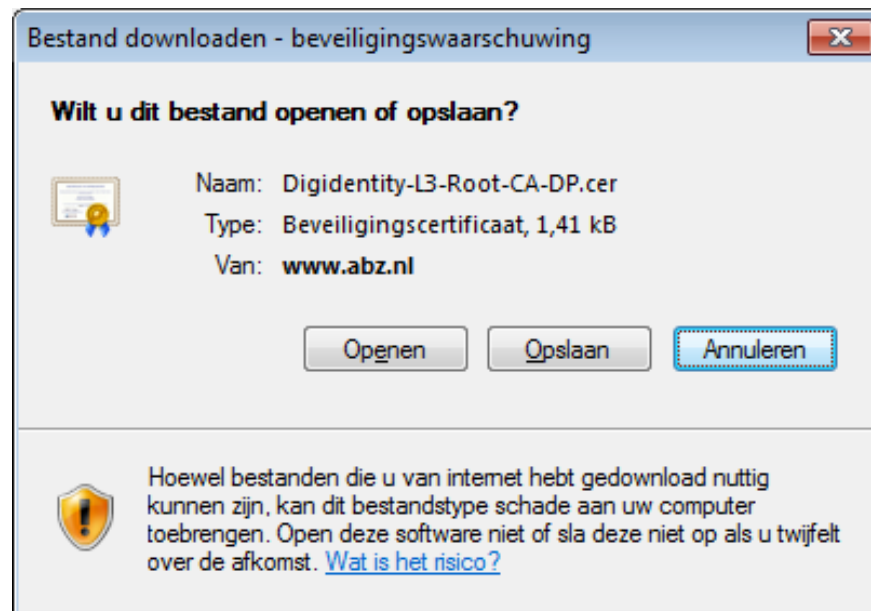 Bestand downloaden - beveiligingswaarschuwing
Wilt u dit bestand openen of opslaan?
Naam: Digidentity-L3-Root-CA-DP.cer
Type: Beveiligingscertificaat, 1,41 kB
Van: www.abz.nl
Openen Opslaan Annuleren
Hoewel bestanden die u van internet hebt gedownload nuttig
kunnen zijn, kan dit bestandstype schade aan uw computer
toebrengen. Open deze software niet of sla deze niet op als u twijfelt
over de afkomst. Wat is het risico?